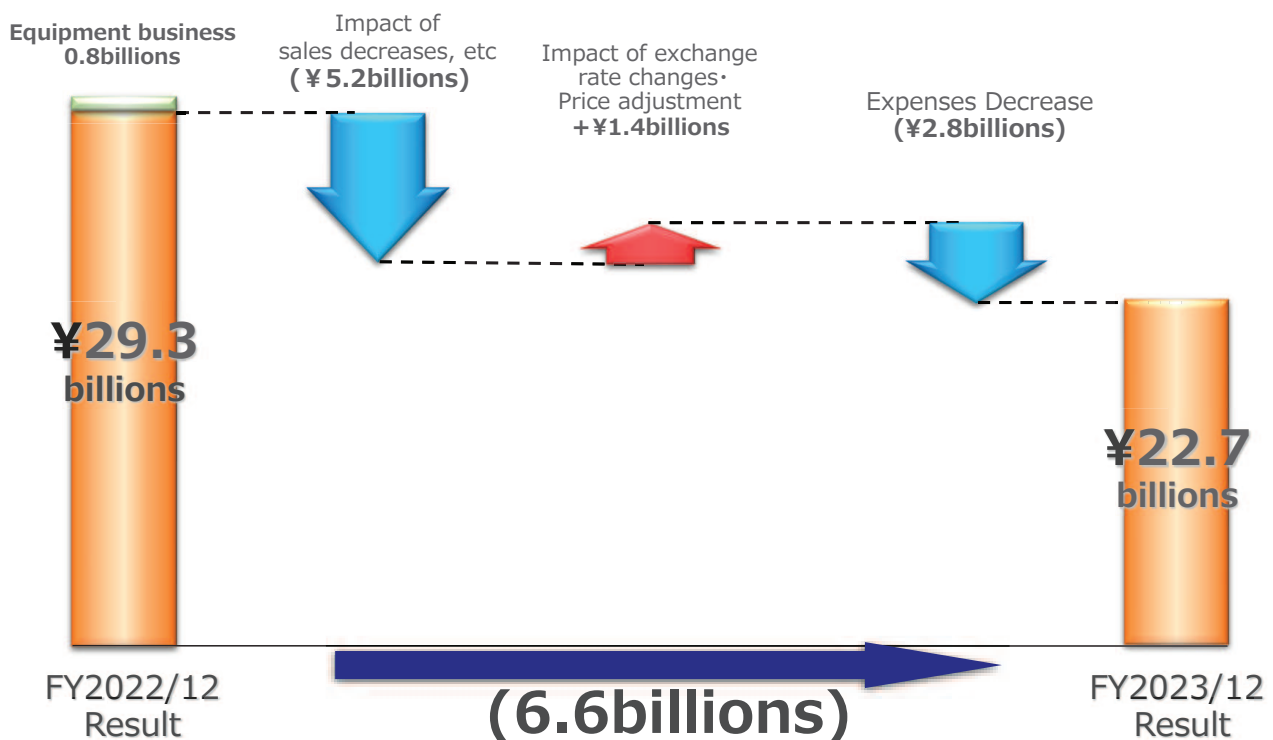 Equipment business
0.8billions
Impact of
sales decreases, etc
(¥5.2billions)
Impact of exchange
rate changes・
Price adjustment
+¥1.4billions
Expenses Decrease
(¥2.8billions)
¥29.3
billions
¥22.7
billions
FY2022/12
Result
(6.6billions)
FY2023/12
Result